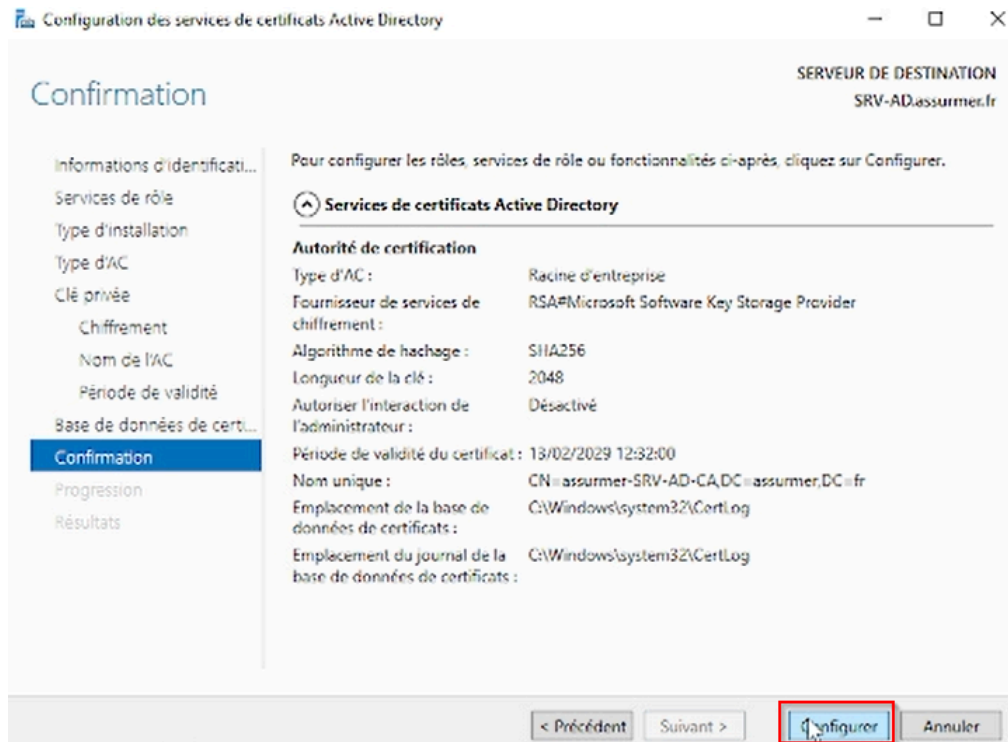 Configuration des services de certificats Active Directory
Confirmation
SERVEUR DE DESTINATION
SRV-AD.assurmer.fr
Informations d'identificati...
Services de rôle
Type d'installation
Type d'AC
Clé privée
Chiffrement
Nom de l'AC
Période de validité
Base de données de certi...
Confirmation
Progression
Résultats
Pour configurer les rôles, services de rôle ou fonctionnalités ci-après, cliquez sur Configurer.
Services de certificats Active Directory
Autorité de certification
Type d'AC : Racine d'entreprise
Fournisseur de services de RSA#Microsoft Software Key Storage Provider
chiffrement :
Algorithme de hachage : SHA256
Longueur de la clé : 2048
Autoriser l'interaction de Désactivé
l'administrateur :
Période de validité du certificat : 13/02/2029 12:32:00
Nom unique : CN=assurmer-SRV-AD-CA,DC=assurmer,DC=fr
Emplacement de la base de C:\Windows\system32\CertLog
données de certificats :
Emplacement du journal de la C:\Windows\system32\CertLog
base de données de certificats :
< Précédent Suivant > Configurer Annuler